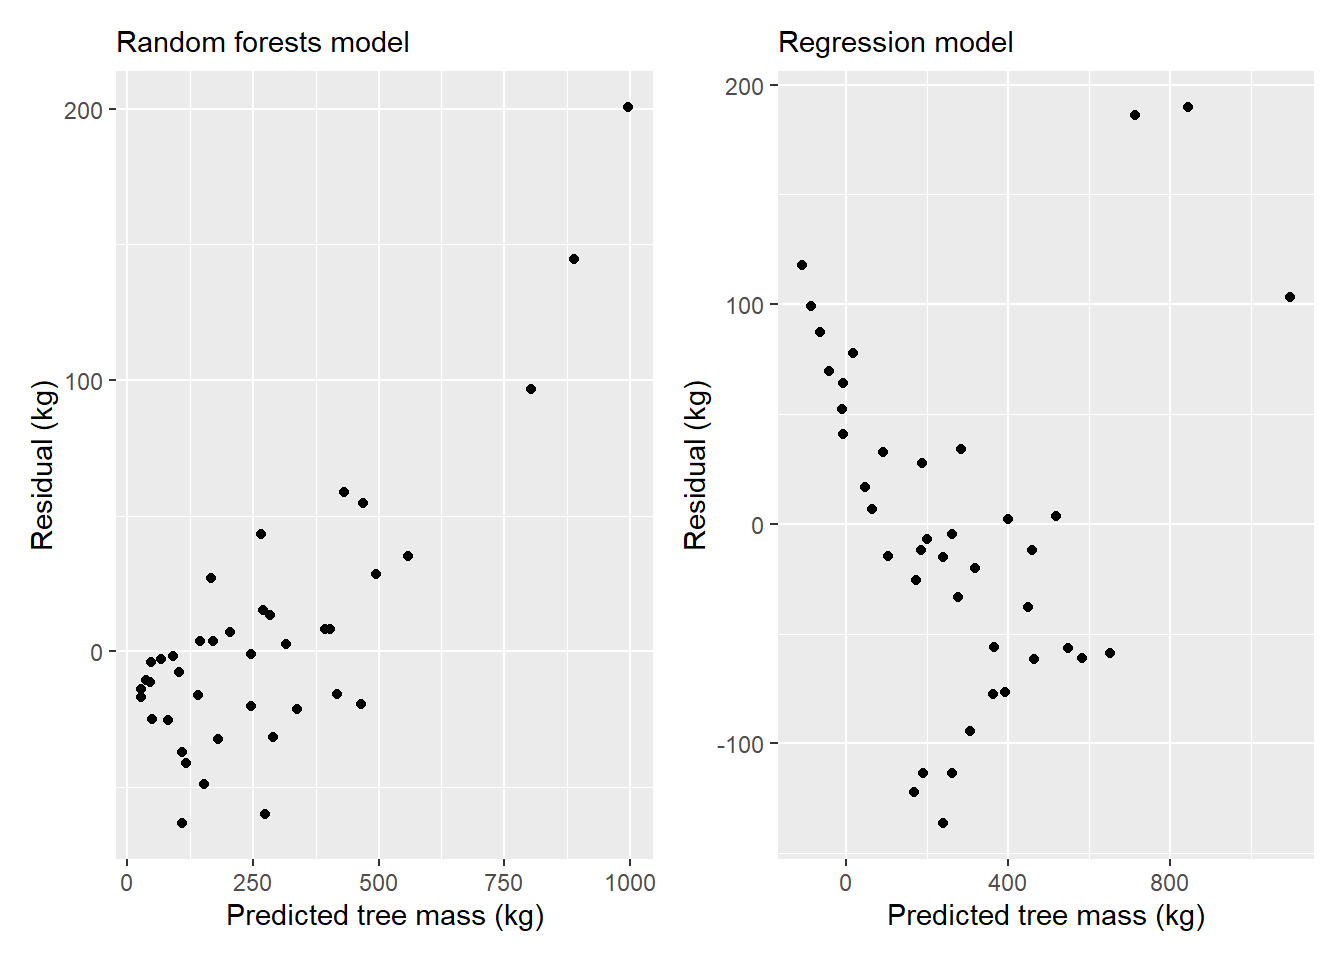 Random forests model
Residual (kg)
200
100
0
0 250 500 750 1000
Predicted tree mass (kg)
Regression model
Residual (kg)
200
100
0
-100
0 400 800
Predicted tree mass (kg)